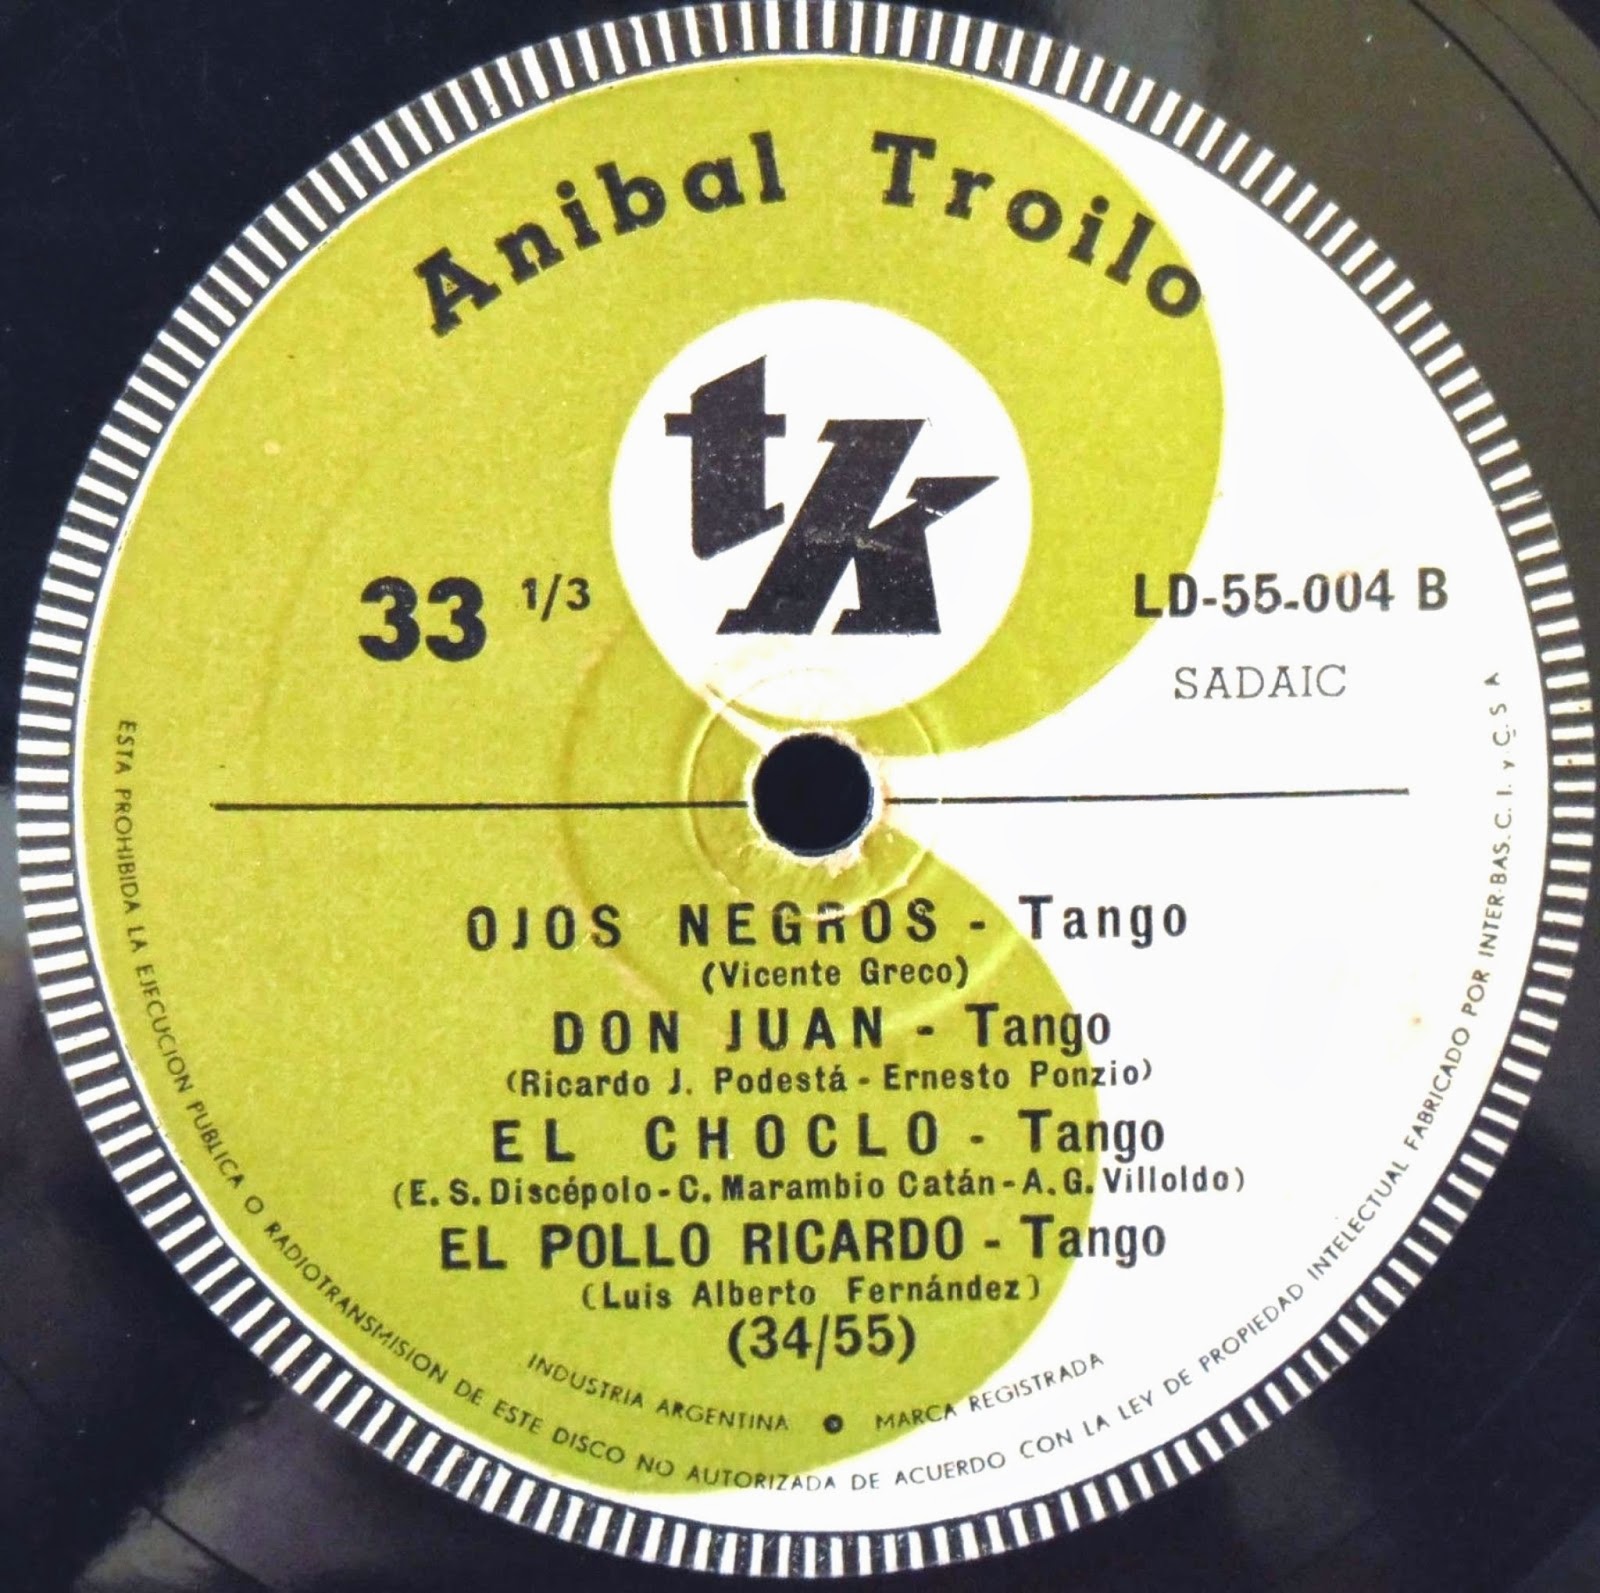 Anibal Troilo
tk
33 1/3
LD-55-004 B
SADAIC
OJOS NEGROS - Tango
(Vicente Greco)
DON JUAN - Tango
(Ricardo J. Podestá - Ernesto Ponzio)
EL CHOCLO - Tango
(E. S. Discépolo - C. Marambio Catán - A. G. Villoldo)
EL POLLO RICARDO - Tango
(Luis Alberto Fernández)
(34/55)
INDUSTRIA ARGENTINA ● MARCA REGISTRADA
ESTA PROHIBIDA LA EJECUCION PUBLICA O RADIOTRANSMISION DE ESTE DISCO NO AUTORIZADA DE ACUERDO CON LA LEY DE PROPIEDAD INTELECTUAL FABRICADO POR INTER-BAS. C. I. y C. S A